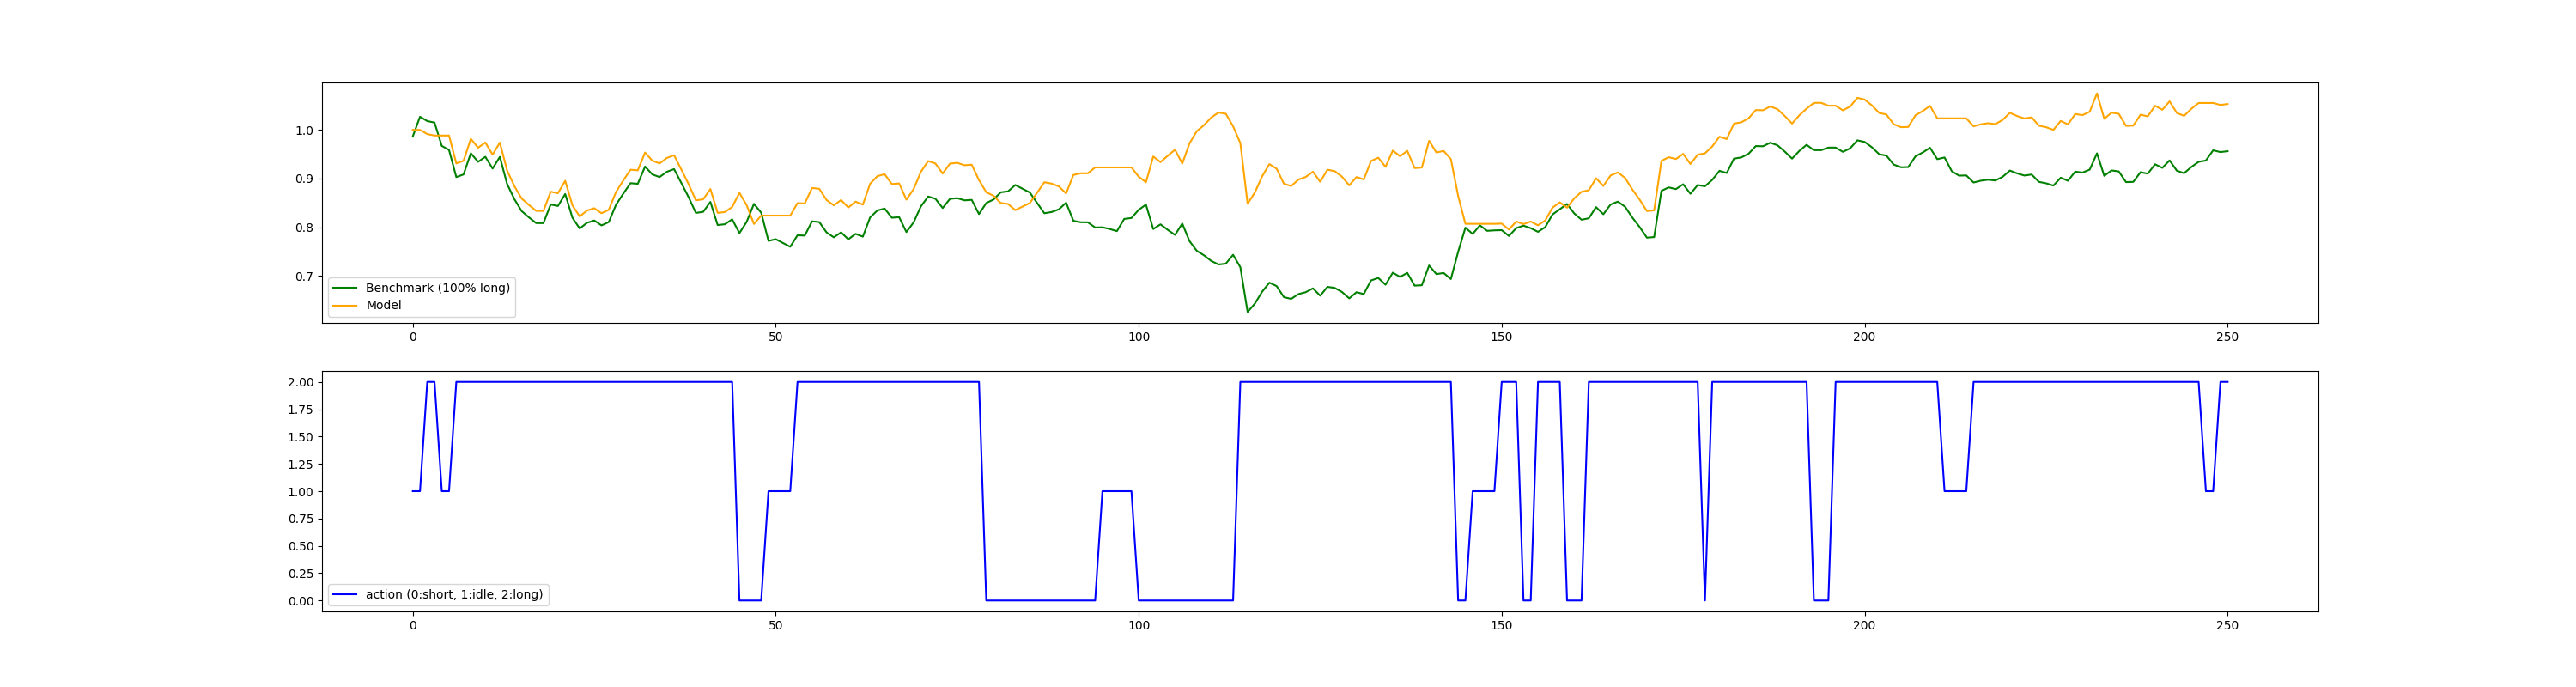 1.0
0.9
0.8
0.7
Benchmark (100% long)
Model
0 50 100 150 200 250
2.00
1.75
1.50
1.25
1.00
0.75
0.50
0.25
0.00
action (0:short, 1:idle, 2:long)
0 50 100 150 200 250